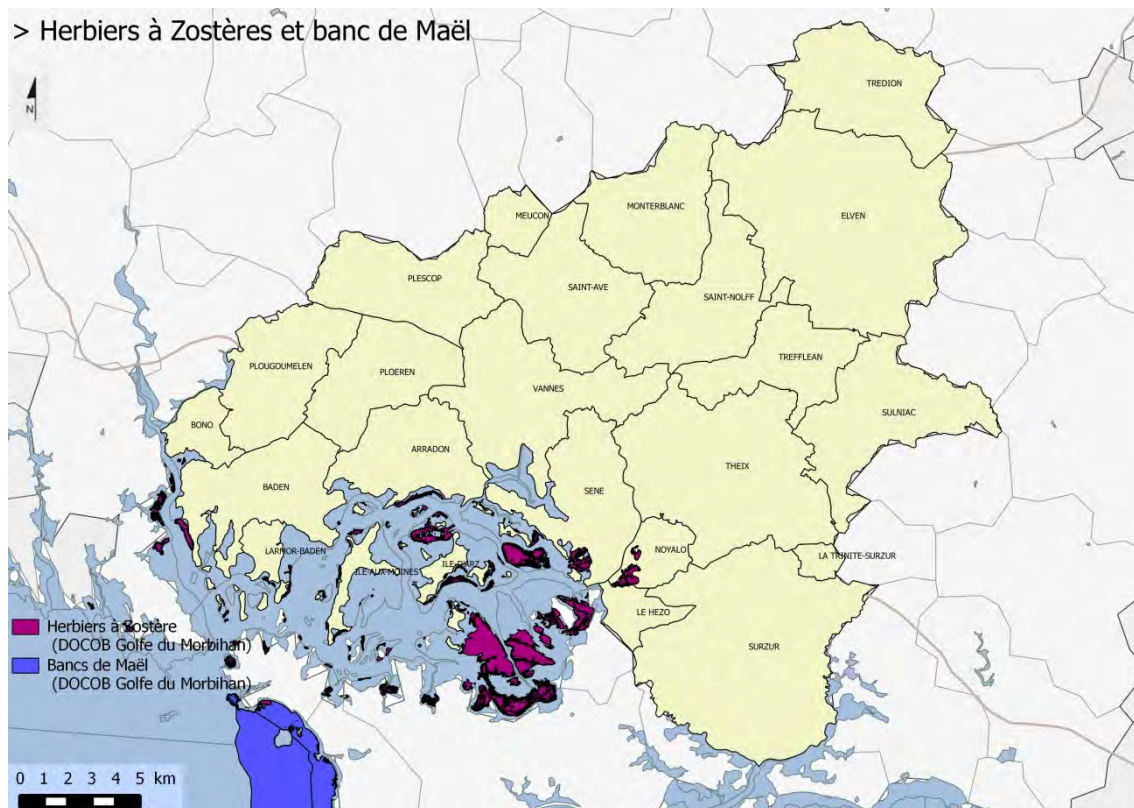 > Herbiers à Zostères et banc de Maël
N
TREDION
ELVEN
MONTERBLANC
MEUCON
PLESCOP
SAINT-AVE
SAINT-NOLFF
TREFFLEAN
PLOUGOUMELEN
PLOEREN
VANNES
SULNIAC
BONO
ARRADON
THEIX
BADEN
SENE
NOYALO
LARMOR-BADEN
ILE-AUX-MOINES
ILE-D'ARZ
LA TRINITE-SURZUR
LE HEZO
SURZUR
Herbiers à Zostère
(DOCOB Golfe du Morbihan)
Bancs de Maël
(DOCOB Golfe du Morbihan)
0 1 2 3 4 5 km